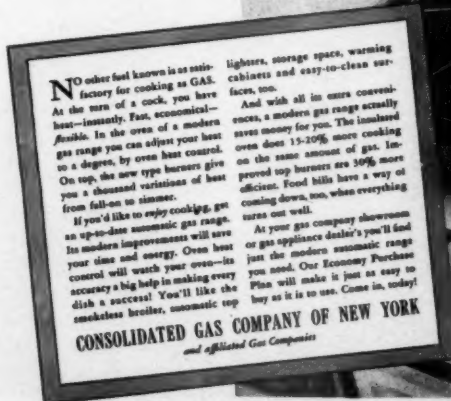 NO other fuel known is as satis-
factory for cooking as GAS.
At the turn of a cock, you have
heat—instantly. Fast, economical—
flexible. In the oven of a modern
gas range you can adjust your heat
to a degree, by oven heat control.
On top, the new type burners give
you a thousand variations of heat
from full-on to simmer.
If you'd like to enjoy cooking, get
an up-to-date automatic gas range.
Its modern improvements will save
your time and energy. Oven heat
control will watch your oven—its
accuracy a big help in making every
dish a success! You'll like the
smokeless broiler, automatic top
lighters, storage space, warming
cabinets and easy-to-clean sur-
faces, too.
And with all its extra conveni-
ences, a modern gas range actually
saves money for you. The insulated
oven does 15-20% more cooking
on the same amount of gas. Im-
proved top burners are 30% more
efficient. Food bills have a way of
coming down, too, when everything
turns out well.
At your gas company showroom
or gas appliance dealer's you'll find
just the modern automatic range
you need. Our Economy Purchase
Plan will make it just as easy to
buy as it is to use. Come in, today!
CONSOLIDATED GAS COMPANY OF NEW YORK
and affiliated Gas Companies